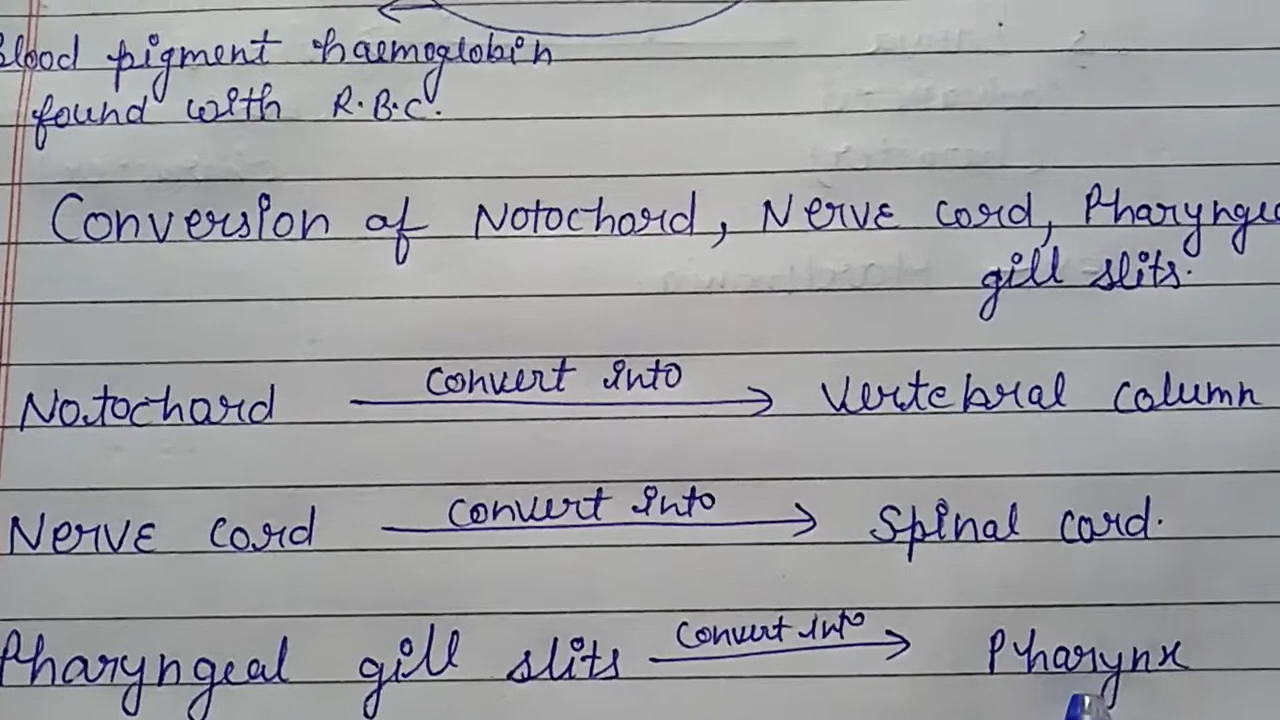 Blood pigment haemoglobin
found with R.B.C.
Conversion of Notochord, Nerve cord, Pharyngea
gill slits.
Notochord convert into Vertebral column
Nerve cord convert into Spinal cord.
Pharyngeal gill slits convert into Pharynx